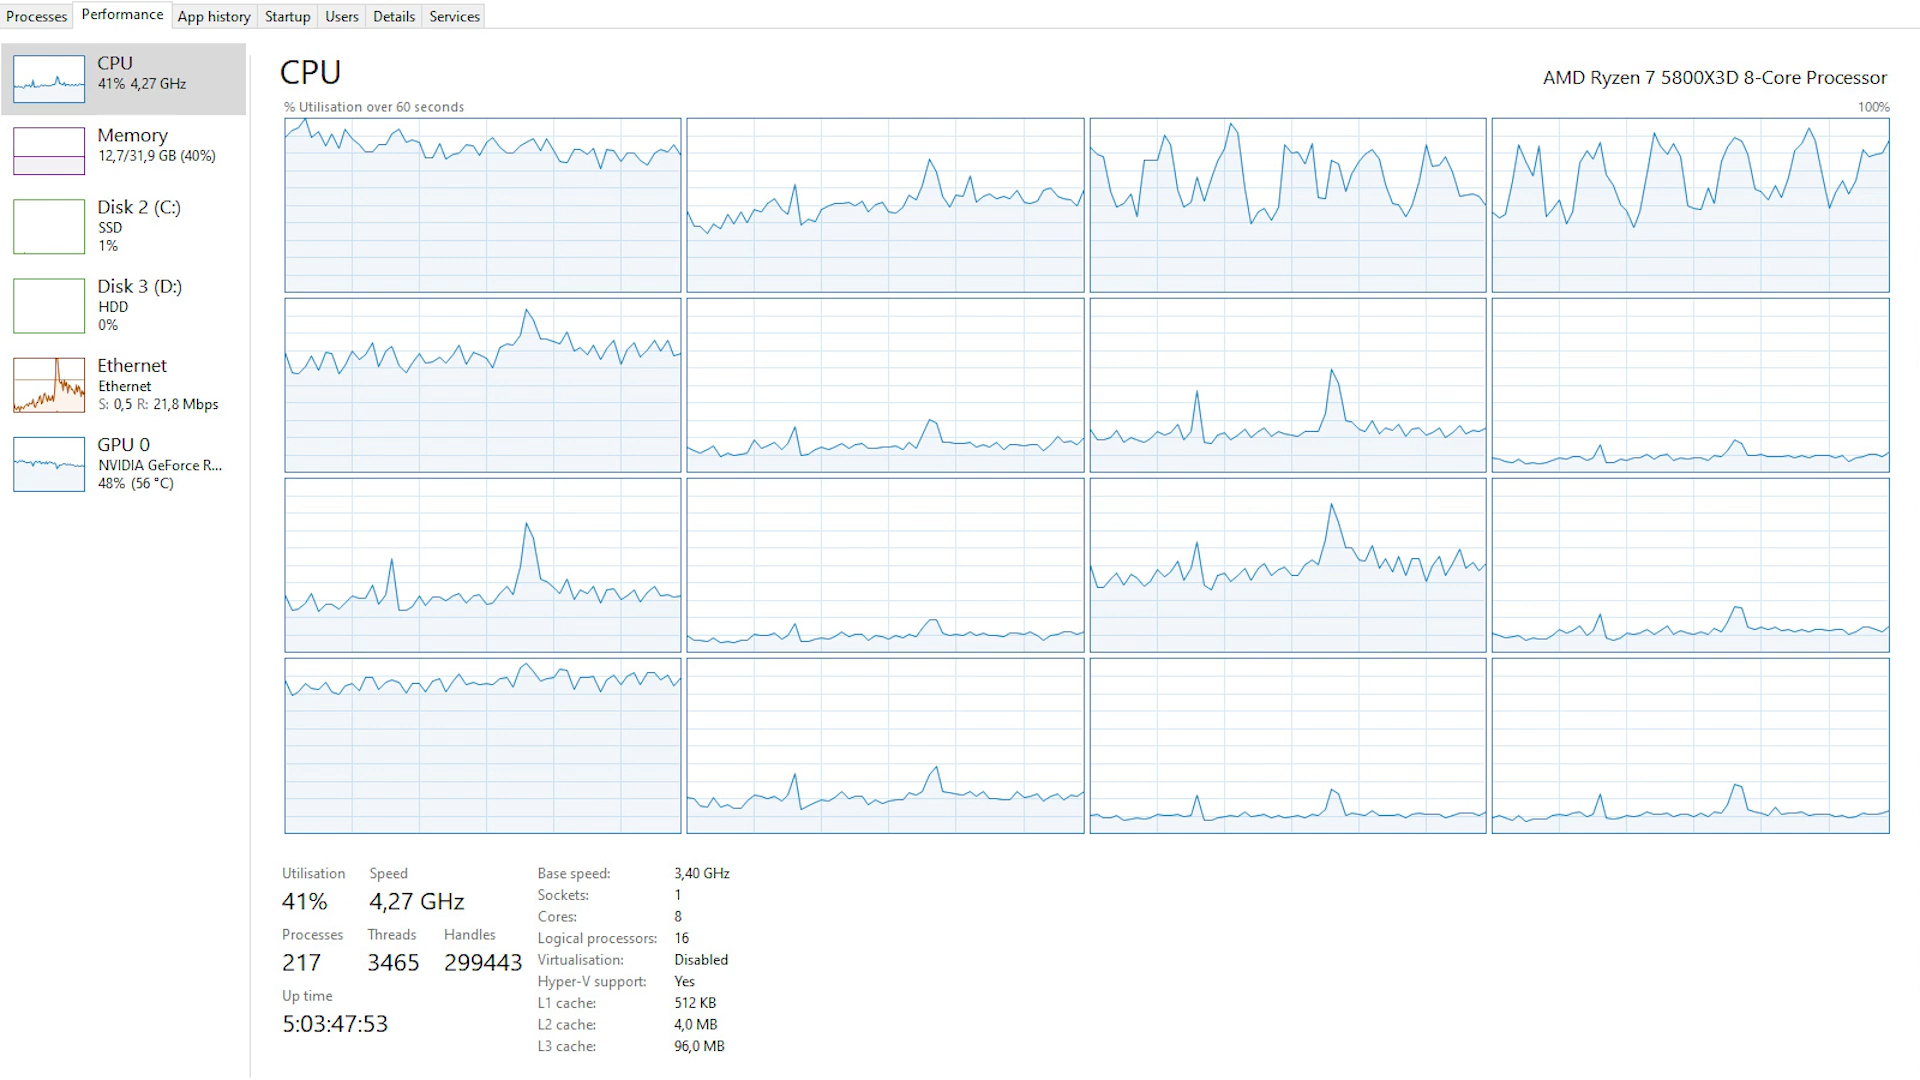 Processes Performance App history Startup Users Details Services
CPU
41% 4,27 GHz
Memory
12,7/31,9 GB (40%)
Disk 2 (C:)
SSD
1%
Disk 3 (D:)
HDD
0%
Ethernet
Ethernet
S: 0,5 R: 21,8 Mbps
GPU 0
NVIDIA GeForce R...
48% (56 °C)
CPU
AMD Ryzen 7 5800X3D 8-Core Processor
% Utilisation over 60 seconds
100%
Utilisation Speed
41% 4,27 GHz
Processes Threads Handles
217 3465 299443
Up time
5:03:47:53
Base speed: 3,40 GHz
Sockets: 1
Cores: 8
Logical processors: 16
Virtualisation: Disabled
Hyper-V support: Yes
L1 cache: 512 KB
L2 cache: 4,0 MB
L3 cache: 96,0 MB